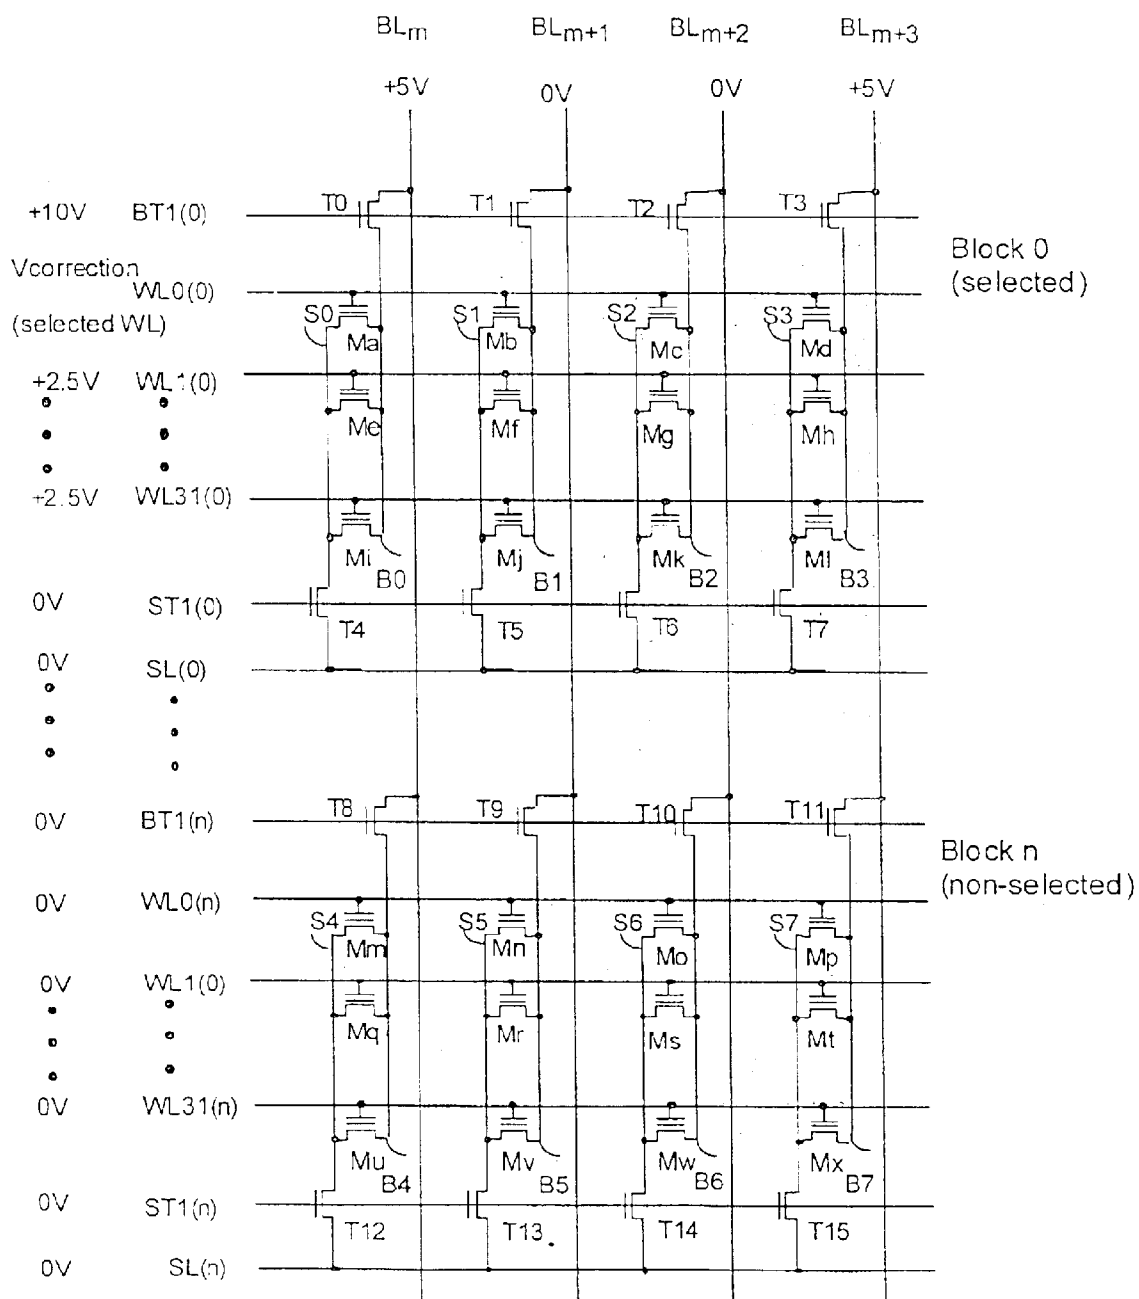 BLm BLm+1 BLm+2 BLm+3
+5V 0V 0V +5V
+10V BT1(0) T0 T1 T2 T3
Block 0
(selected)
Vcorrection
WL0(0)
(selected WL) S0 S1 S2 S3
Ma Mb Mc Md
+2.5V WL1(0)
Me Mf Mg Mh
+2.5V WL31(0)
Mi Mj Mk Ml
B0 B1 B2 B3
0V ST1(0)
T4 T5 T6 T7
0V SL(0)
0V BT1(n) T8 T9 T10 T11
Block n
(non-selected)
0V WL0(n)
S4 S5 S6 S7
Mm Mn Mo Mp
0V WL1(0)
Mq Mr Ms Mt
0V WL31(n)
Mu Mv Mw Mx
B4 B5 B6 B7
0V ST1(n)
T12 T13 T14 T15
0V SL(n)